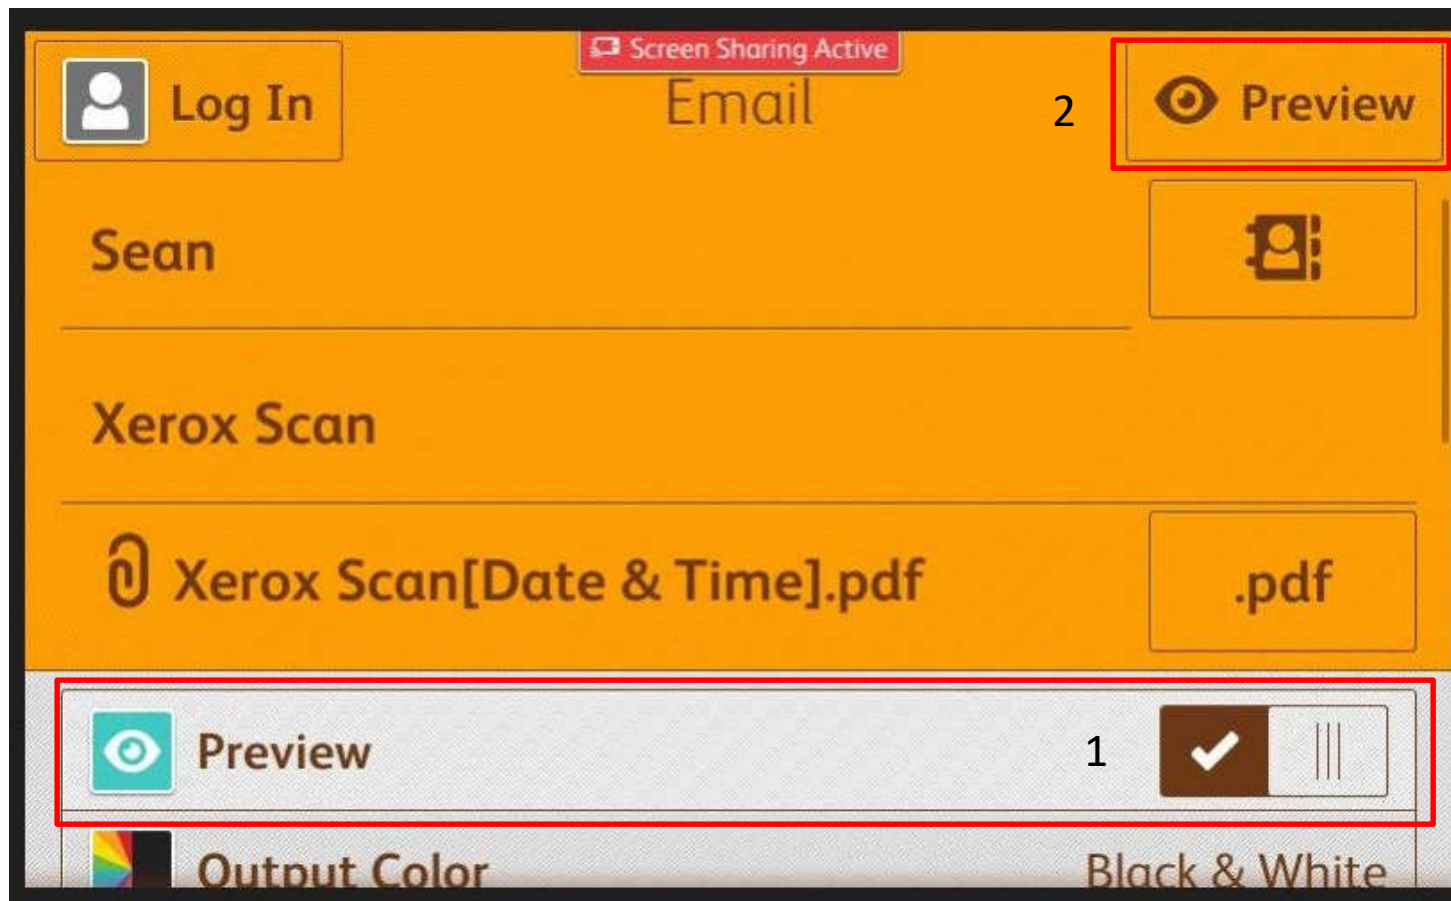 Screen Sharing Active
Log In
Email
2
Preview
Sean
Xerox Scan
Xerox Scan[Date & Time].pdf
.pdf
Preview
1
Output Color
Black & White